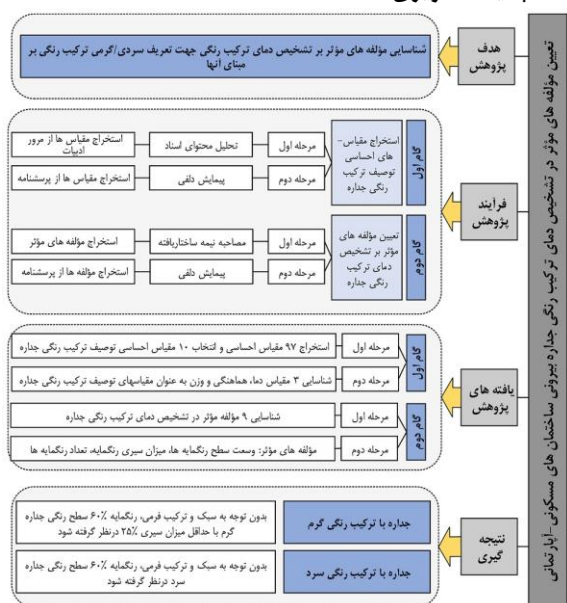 تعیین مؤلفه های مؤثر در تشخیص دمای ترکیب رنگی جداره بیرونی ساختمان های مسکونی-آپارتمانی
هدف
پژوهش
شناسایی مؤلفه های مؤثر بر تشخیص دمای ترکیب رنگی جهت تعریف سردی/گرمی ترکیب رنگی بر
مبنای آنها
فرآیند
پژوهش
گام اول
استخراج مقیاس-
های احساسی
توصیف ترکیب
رنگی جداره
مرحله اول
تحلیل محتوای اسناد
استخراج مقیاس ها از مرور
ادبیات
مرحله دوم
پیمایش دلفی
استخراج مقیاس ها از پرسشنامه
گام دوم
تعیین مؤلفه های
مؤثر بر تشخیص
دمای ترکیب
رنگی جداره
مرحله اول
مصاحبه نیمه ساختاریافته
استخراج مؤلفه های مؤثر
مرحله دوم
پیمایش دلفی
استخراج مؤلفه ها از پرسشنامه
یافته های
پژوهش
گام اول
مرحله اول
استخراج ۹۷ مقیاس احساسی و انتخاب ۱۰ مقیاس احساسی توصیف ترکیب رنگی جداره
مرحله دوم
شناسایی ۳ مقیاس دما، هماهنگی و وزن به عنوان مقیاسهای توصیف ترکیب رنگی جداره
گام دوم
مرحله اول
شناسایی ۹ مؤلفه مؤثر در تشخیص دمای ترکیب رنگی جداره
مرحله دوم
مؤلفه های مؤثر: وسعت سطح رنگمایه ها، میزان سیری رنگمایه، تعداد رنگمایه ها
نتیجه
گیری
جداره با ترکیب رنگی گرم
بدون توجه به سبک و ترکیب فرمی، رنگمایه ۶۰٪ سطح رنگی جداره
گرم با حداقل میزان سیری ۲۵٪ درنظر گرفته شود
جداره با ترکیب رنگی سرد
بدون توجه به سبک و ترکیب فرمی، رنگمایه ۶۰٪ سطح رنگی جداره
سرد درنظر گرفته شود